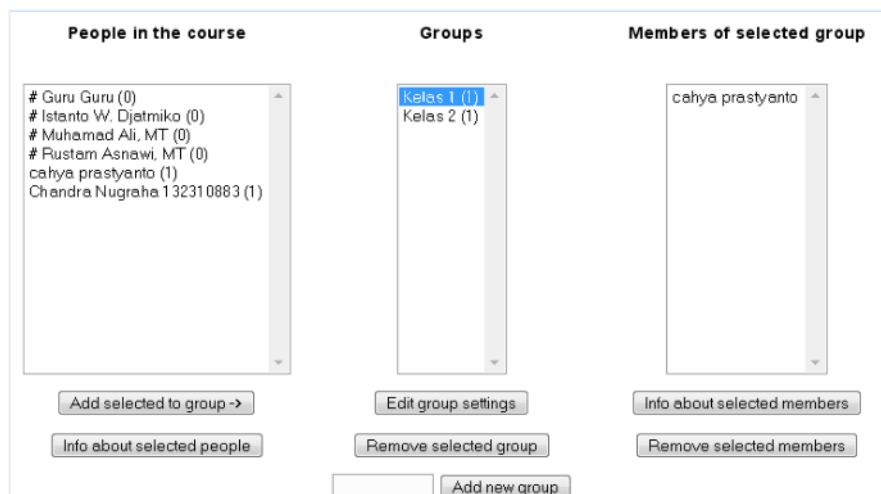 People in the course
Groups
Members of selected group
# Guru Guru (0)
# Istanto W. Djatmiko (0)
# Muhamad Ali, MT (0)
# Rustam Asnawi, MT (0)
cahya prastyanto (1)
Chandra Nugraha 132310883 (1)
Kelas 1 (1)
Kelas 2 (1)
cahya prastyanto
Add selected to group ->
Edit group settings
Info about selected members
Info about selected people
Remove selected group
Remove selected members
Add new group